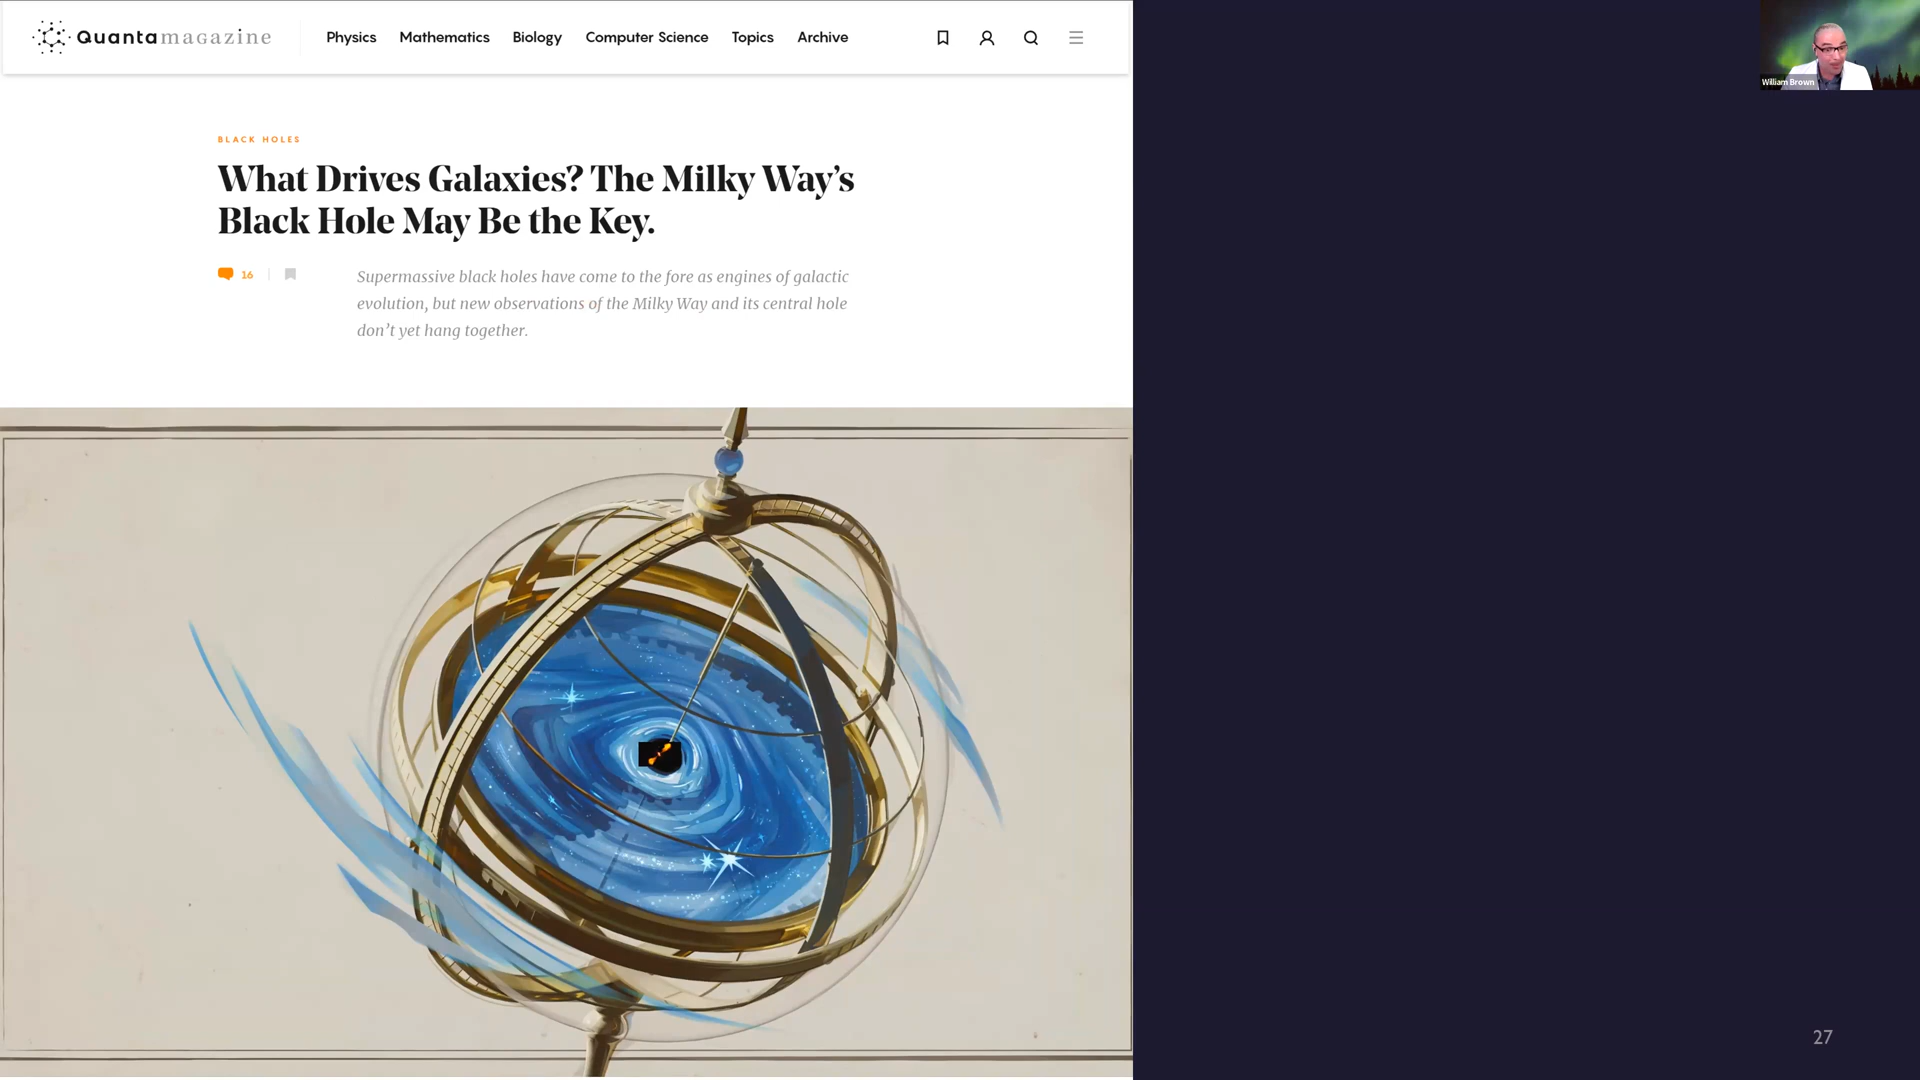 Quantamagazine
Physics Mathematics Biology Computer Science Topics Archive
William Brown
BLACK HOLES
What Drives Galaxies? The Milky Way’s
Black Hole May Be the Key.
16
Supermassive black holes have come to the fore as engines of galactic
evolution, but new observations of the Milky Way and its central hole
don’t yet hang together.
27